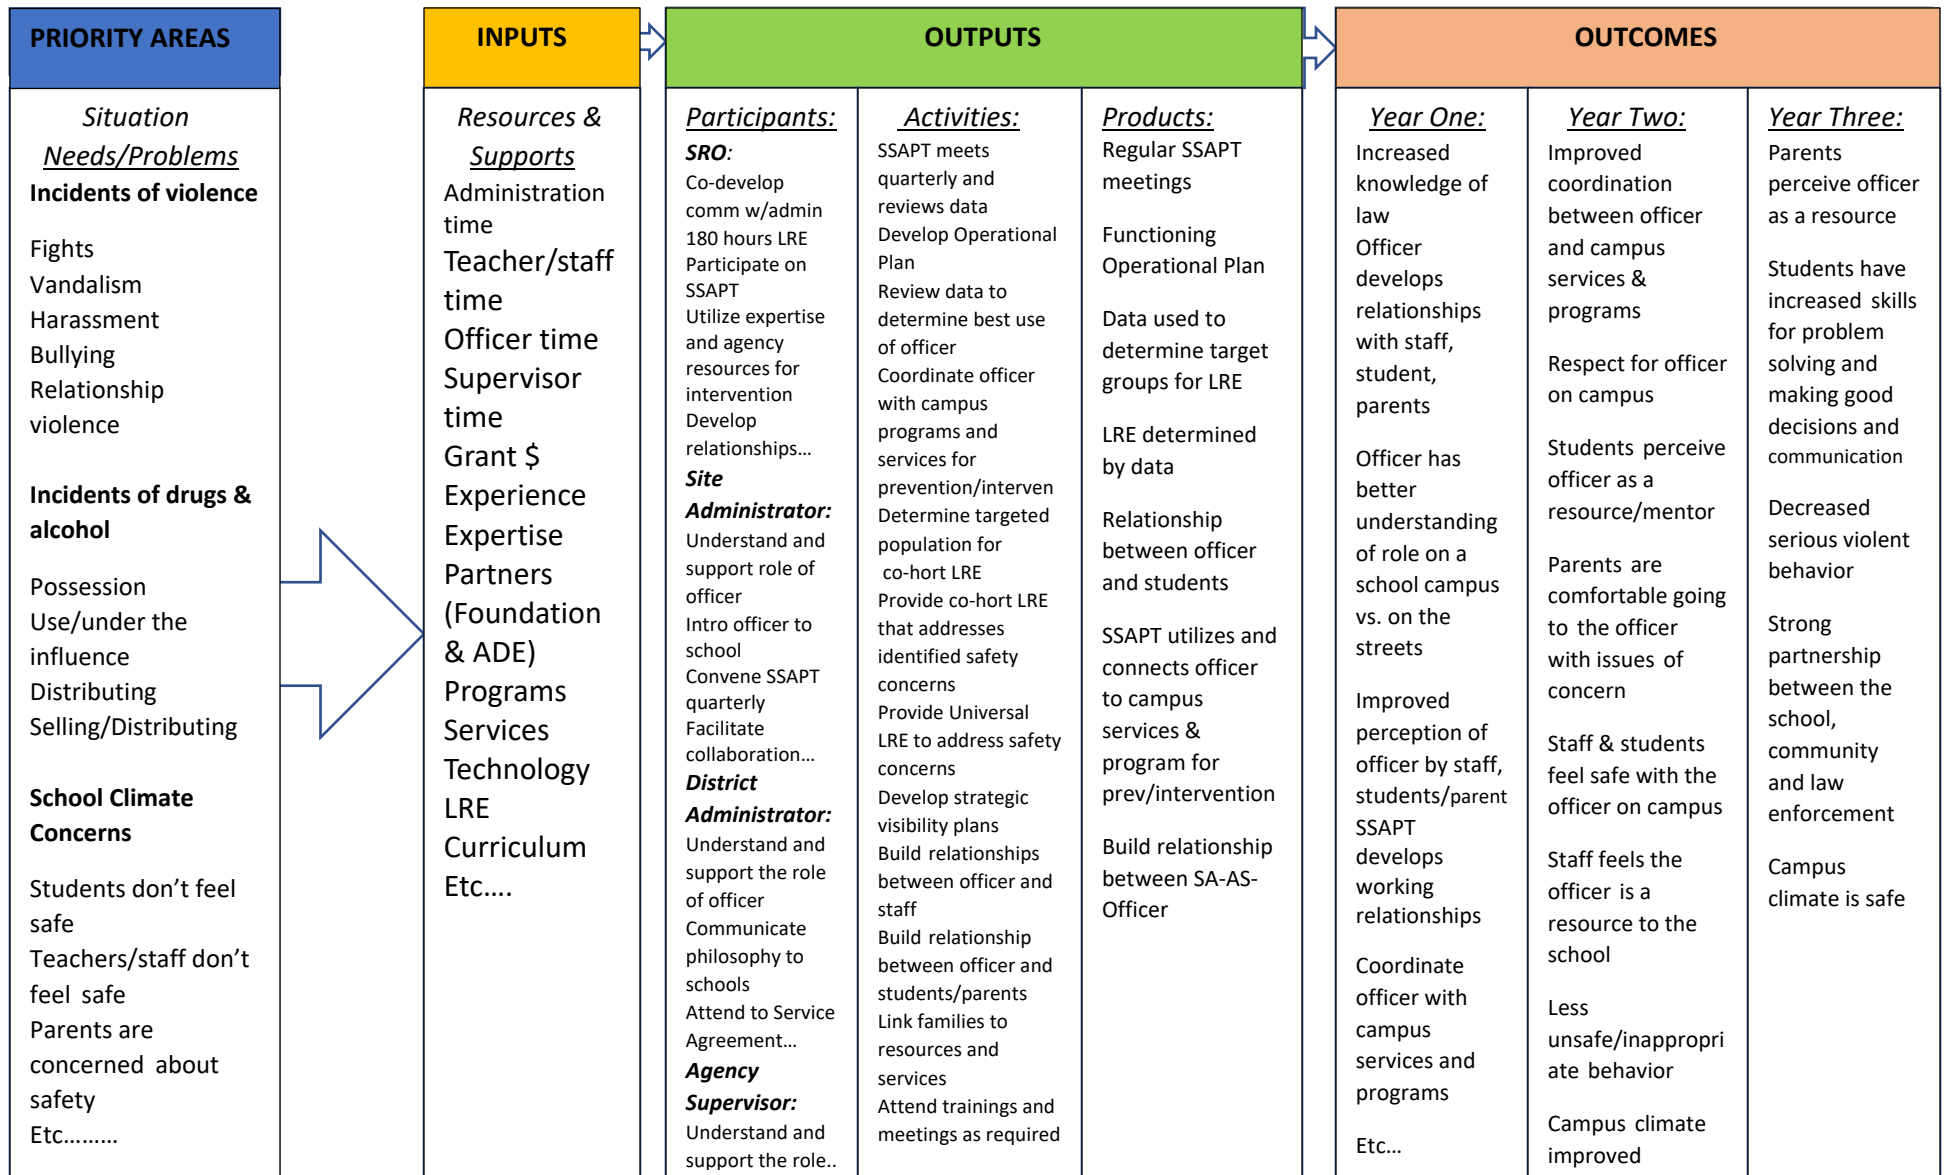 PRIORITY AREAS
Situation
Needs/Problems
Incidents of violence
Fights
Vandalism
Harassment
Bullying
Relationship
violence
Incidents of drugs &
alcohol
Possession
Use/under the
influence
Distributing
Selling/Distributing
School Climate
Concerns
Students don’t feel
safe
Teachers/staff don’t
feel safe
Parents are
concerned about
safety
Etc………
INPUTS
Resources &
Supports
Administration
time
Teacher/staff
time
Officer time
Supervisor
time
Grant $
Experience
Expertise
Partners
(Foundation
& ADE)
Programs
Services
Technology
LRE
Curriculum
Etc….
OUTPUTS
Participants:
SRO:
Co-develop
comm w/admin
180 hours LRE
Participate on
SSAPT
Utilize expertise
and agency
resources for
intervention
Develop
relationships…
Site
Administrator:
Understand and
support role of
officer
Intro officer to
school
Convene SSAPT
quarterly
Facilitate
collaboration…
District
Administrator:
Understand and
support the role
of officer
Communicate
philosophy to
schools
Attend to Service
Agreement…
Agency
Supervisor:
Understand and
support the role..
Activities:
SSAPT meets
quarterly and
reviews data
Develop Operational
Plan
Review data to
determine best use
of officer
Coordinate officer
with campus
programs and
services for
prevention/interven
Determine targeted
population for
co-hort LRE
Provide co-hort LRE
that addresses
identified safety
concerns
Provide Universal
LRE to address safety
concerns
Develop strategic
visibility plans
Build relationships
between officer and
staff
Build relationship
between officer and
students/parents
Link families to
resources and
services
Attend trainings and
meetings as required
Products:
Regular SSAPT
meetings
Functioning
Operational Plan
Data used to
determine target
groups for LRE
LRE determined
by data
Relationship
between officer
and students
SSAPT utilizes and
connects officer
to campus
services &
program for
prev/intervention
Build relationship
between SA-AS-
Officer
OUTCOMES
Year One:
Increased
knowledge of
law
Officer
develops
relationships
with staff,
student,
parents
Officer has
better
understanding
of role on a
school campus
vs. on the
streets
Improved
perception of
officer by staff,
students/parent
SSAPT
develops
working
relationships
Coordinate
officer with
campus
services and
programs
Etc…
Year Two:
Improved
coordination
between officer
and campus
services &
programs
Respect for officer
on campus
Students perceive
officer as a
resource/mentor
Parents are
comfortable going
to the officer
with issues of
concern
Staff & students
feel safe with the
officer on campus
Staff feels the
officer is a
resource to the
school
Less
unsafe/inappropri
ate behavior
Campus climate
improved
Year Three:
Parents
perceive officer
as a resource
Students have
increased skills
for problem
solving and
making good
decisions and
communication
Decreased
serious violent
behavior
Strong
partnership
between the
school,
community
and law
enforcement
Campus
climate is safe